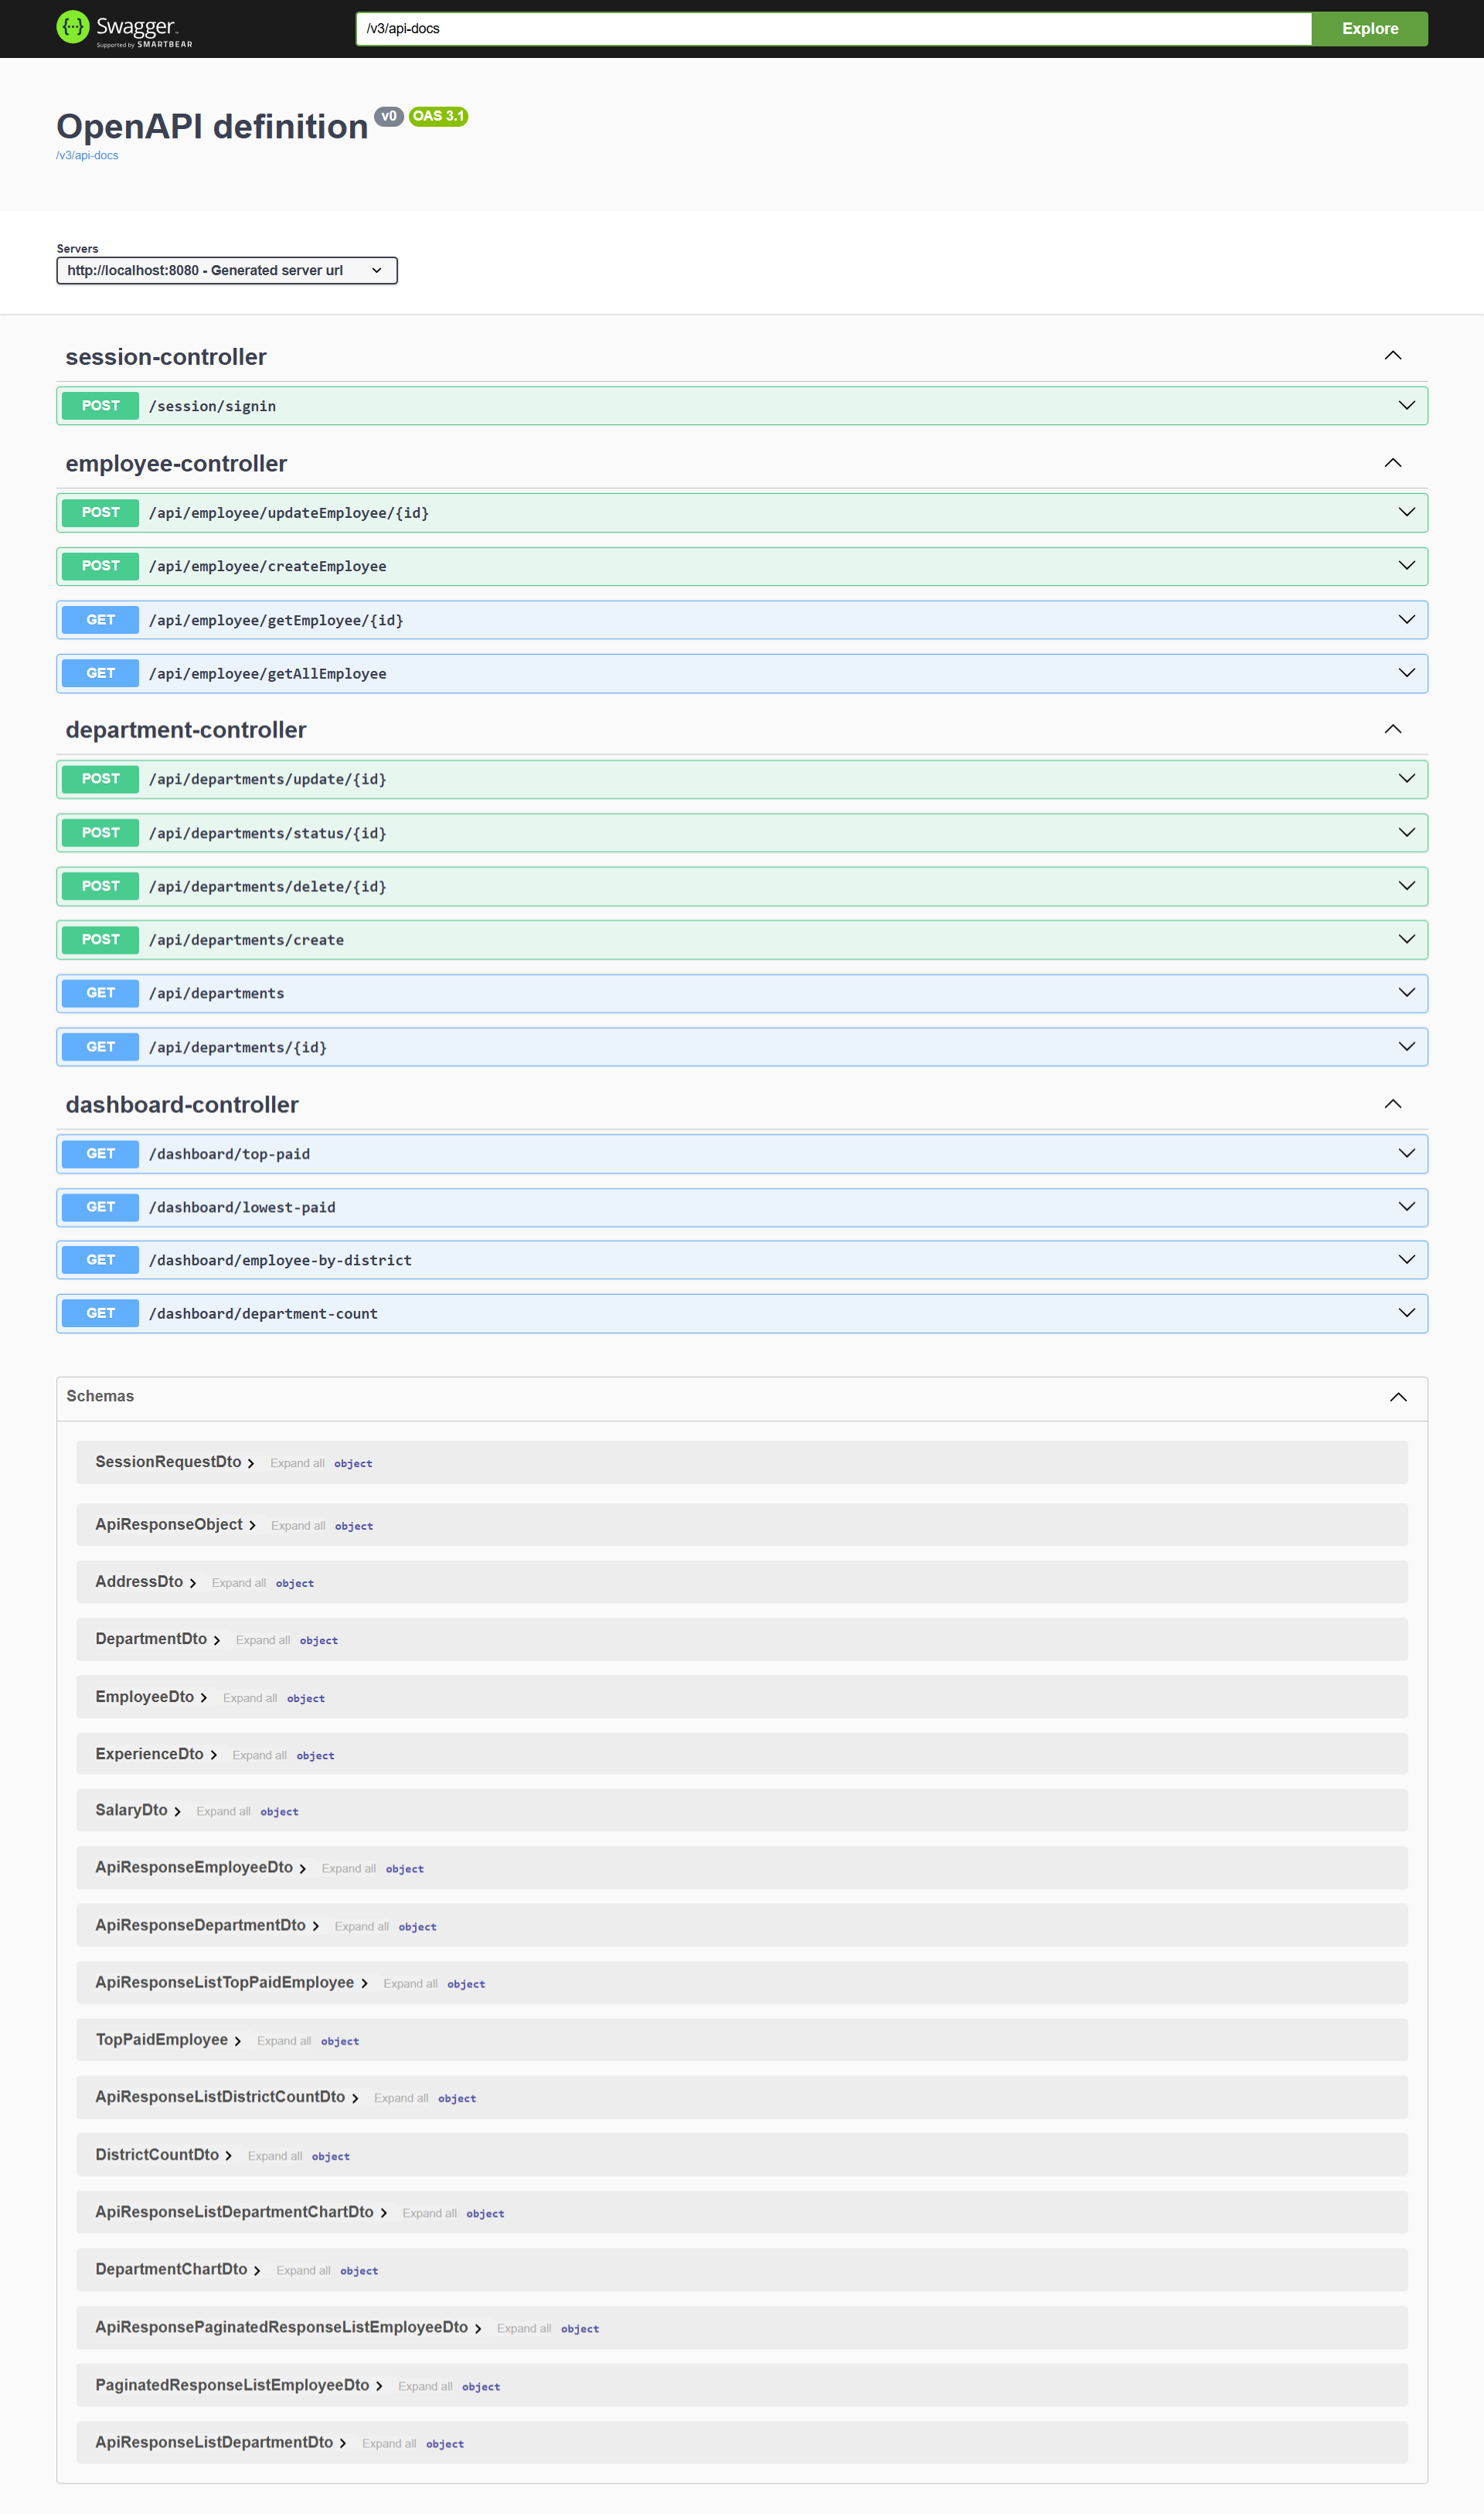 Swagger
Supported by SMARTBEAR
/v3/api-docs
Explore
OpenAPI definition v0 OAS 3.1
/v3/api-docs
Servers
http://localhost:8080 - Generated server url
session-controller
POST /session/signin
employee-controller
POST /api/employee/updateEmployee/{id}
POST /api/employee/createEmployee
GET /api/employee/getEmployee/{id}
GET /api/employee/getAllEmployee
department-controller
POST /api/departments/update/{id}
POST /api/departments/status/{id}
POST /api/departments/delete/{id}
POST /api/departments/create
GET /api/departments
GET /api/departments/{id}
dashboard-controller
GET /dashboard/top-paid
GET /dashboard/lowest-paid
GET /dashboard/employee-by-district
GET /dashboard/department-count
Schemas
SessionRequestDto Expand all object
ApiResponseObject Expand all object
AddressDto Expand all object
DepartmentDto Expand all object
EmployeeDto Expand all object
ExperienceDto Expand all object
SalaryDto Expand all object
ApiResponseEmployeeDto Expand all object
ApiResponseDepartmentDto Expand all object
ApiResponseListTopPaidEmployee Expand all object
TopPaidEmployee Expand all object
ApiResponseListDistrictCountDto Expand all object
DistrictCountDto Expand all object
ApiResponseListDepartmentChartDto Expand all object
DepartmentChartDto Expand all object
ApiResponsePaginatedResponseListEmployeeDto Expand all object
PaginatedResponseListEmployeeDto Expand all object
ApiResponseListDepartmentDto Expand all object